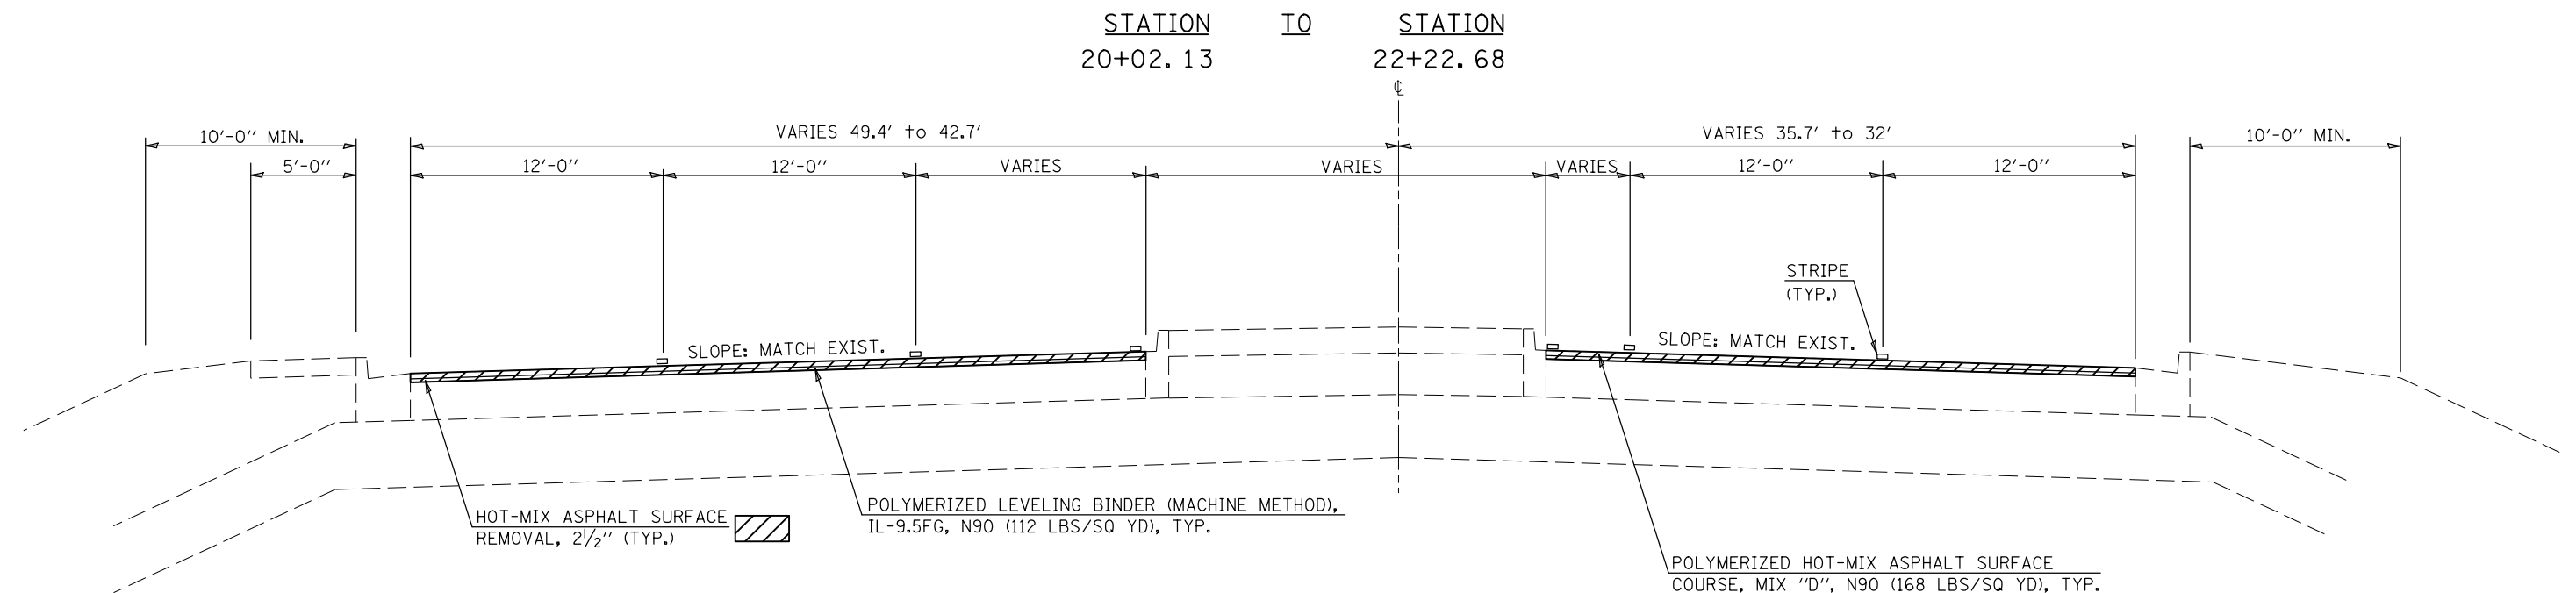 STATION TO STATION
20+02.13 22+22.68
℄
VARIES 49.4' to 42.7'
VARIES 35.7' to 32'
10'-0" MIN.
10'-0" MIN.
5'-0"
12'-0"
12'-0"
VARIES
VARIES
VARIES
12'-0"
12'-0"
STRIPE
(TYP.)
SLOPE: MATCH EXIST.
SLOPE: MATCH EXIST.
HOT-MIX ASPHALT SURFACE
REMOVAL, 2½" (TYP.)
POLYMERIZED LEVELING BINDER (MACHINE METHOD),
IL-9.5FG, N90 (112 LBS/SQ YD), TYP.
POLYMERIZED HOT-MIX ASPHALT SURFACE
COURSE, MIX "D", N90 (168 LBS/SQ YD), TYP.